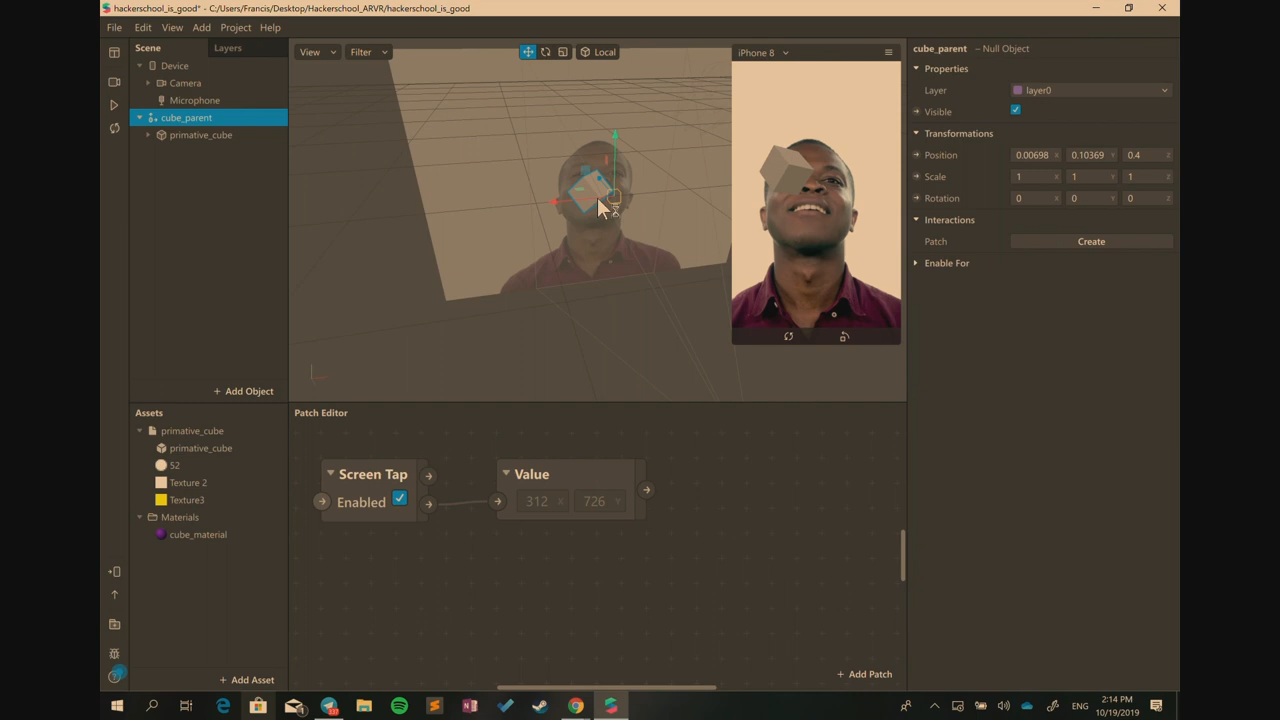 hackerschool_is_good* - C:/Users/Francis/Desktop/Hackerschool_ARVR/hackerschool_is_good
File Edit View Add Project Help
Scene Layers
Device
Camera
Microphone
cube_parent
primative_cube
+ Add Object
Assets
primative_cube
primative_cube
52
Texture 2
Texture3
Materials
cube_material
+ Add Asset
View Filter Local
iPhone 8
Patch Editor
Screen Tap
Enabled
Value
312 X 726 Y
+ Add Patch
cube_parent – Null Object
Properties
Layer layer0
Visible
Transformations
Position 0.00698 X 0.10369 Y 0.4 Z
Scale 1 X 1 Y 1 Z
Rotation 0 X 0 Y 0 Z
Interactions
Patch Create
Enable For
ENG
2:14 PM
10/19/2019